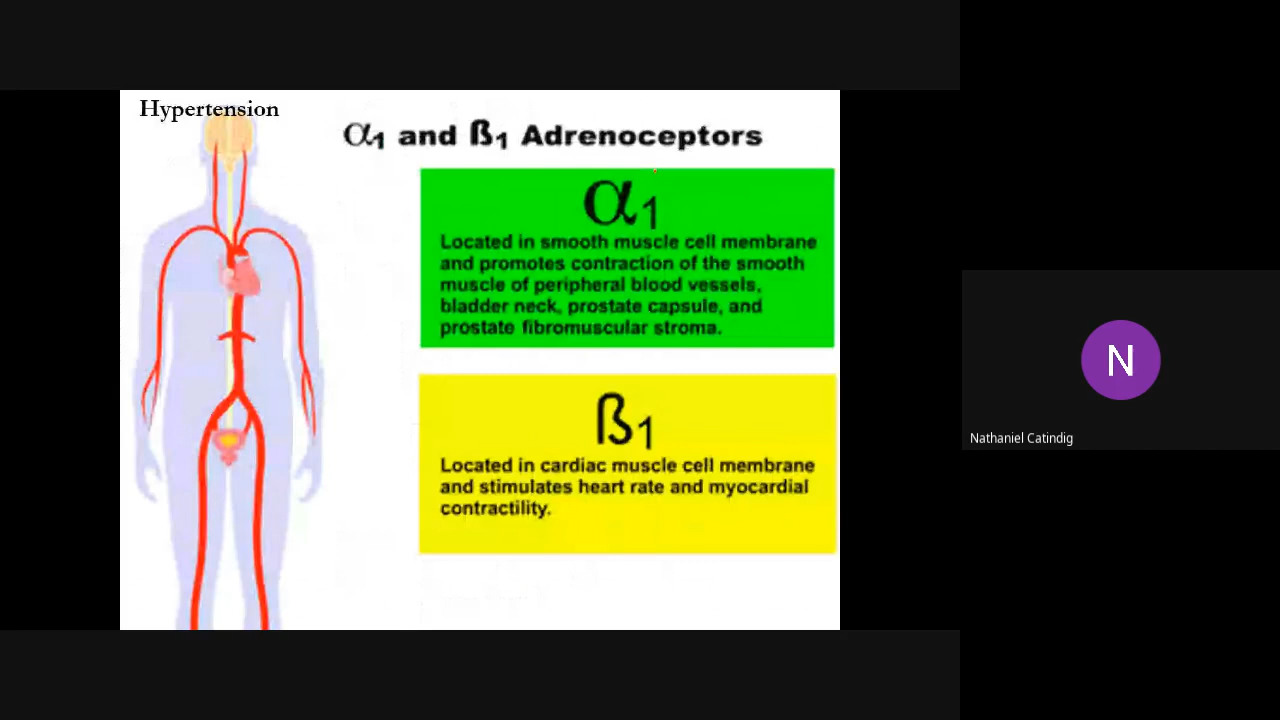 Hypertension
α1 and ß1 Adrenoceptors
α1
Located in smooth muscle cell membrane
and promotes contraction of the smooth
muscle of peripheral blood vessels,
bladder neck, prostate capsule, and
prostate fibromuscular stroma.
ß1
Located in cardiac muscle cell membrane
and stimulates heart rate and myocardial
contractility.
N
Nathaniel Catindig